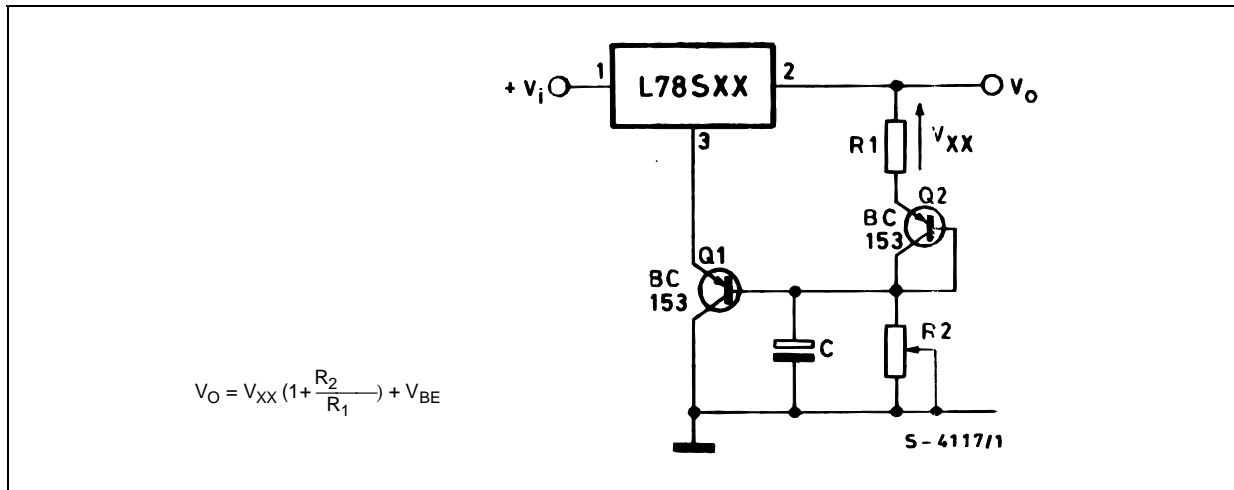 1
L78SXX
2
+ Vi
Vo
3
R1
VXX
Q2
BC
153
Q1
BC
153
C
R2
VO = VXX (1+ R2 / R1) + VBE
S-4117/1